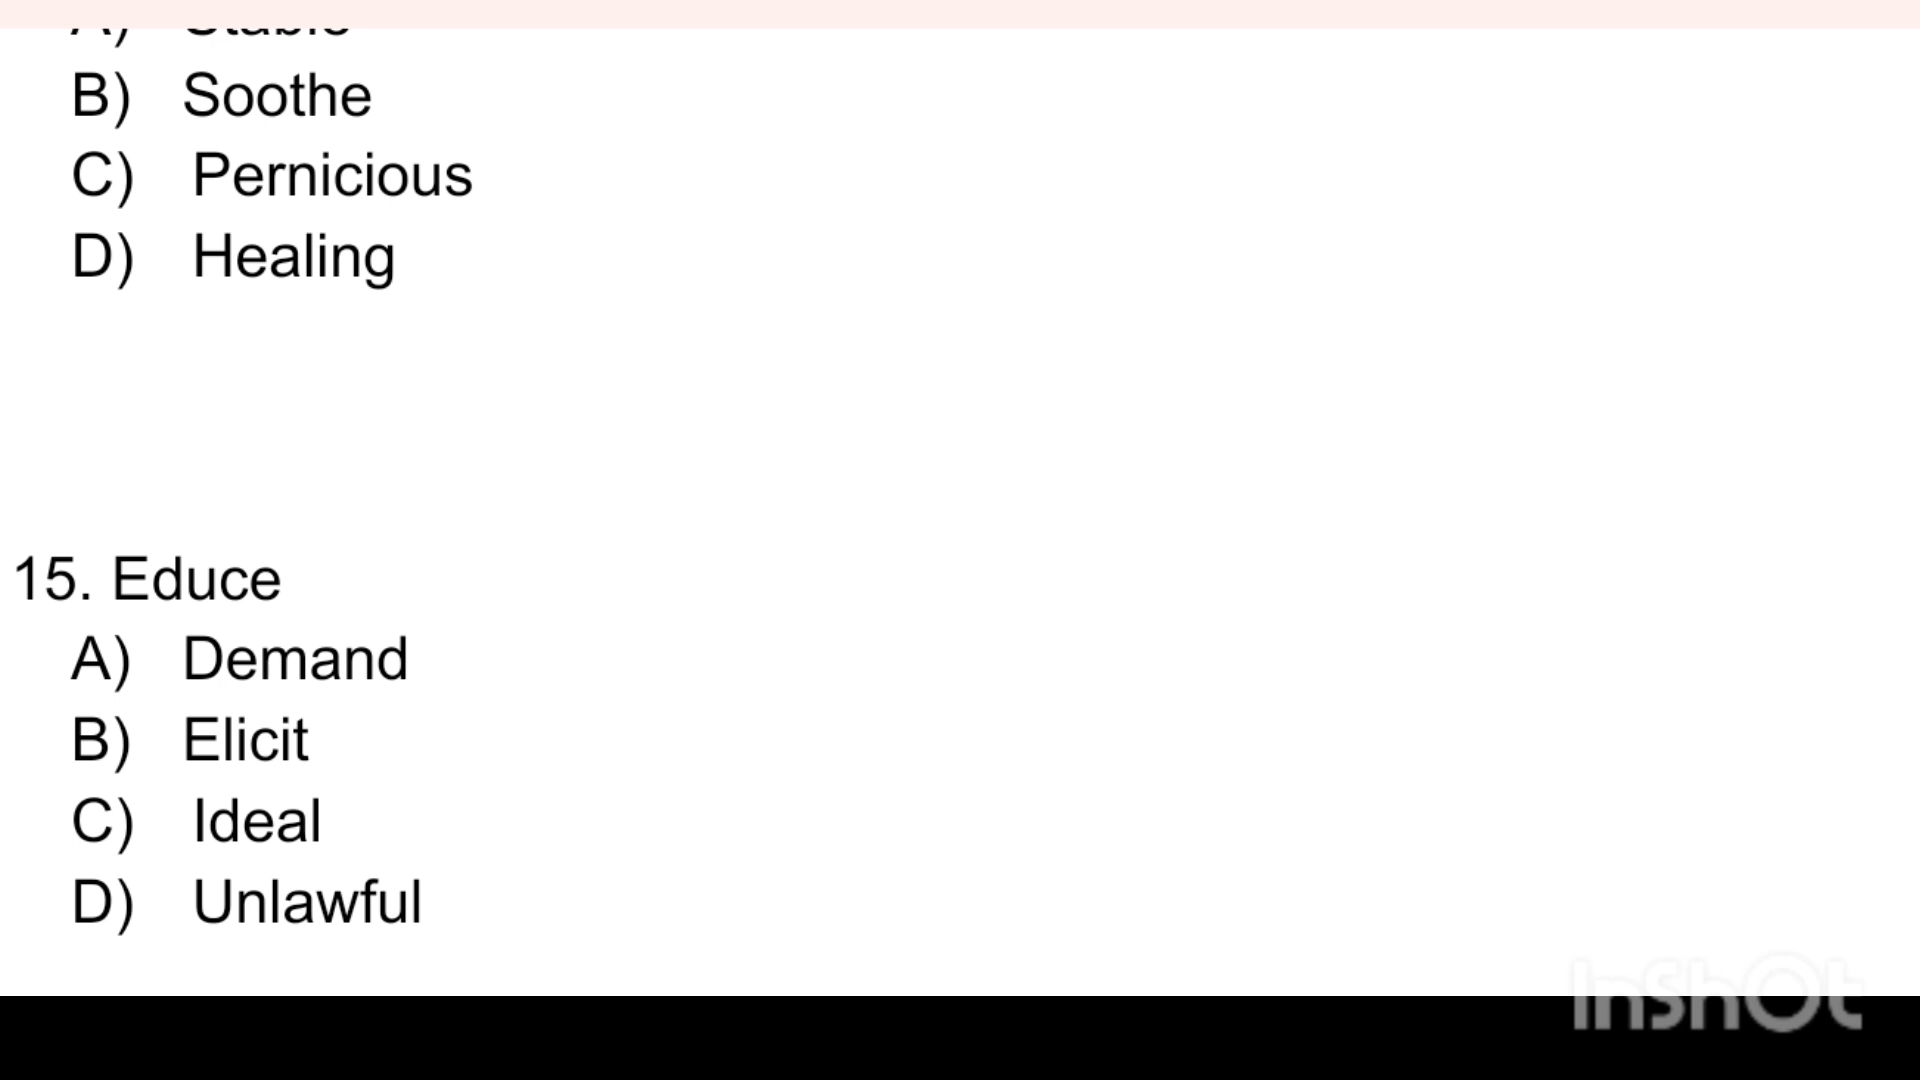 B) Soothe
C) Pernicious
D) Healing
15. Educe
A) Demand
B) Elicit
C) Ideal
D) Unlawful
InShOt